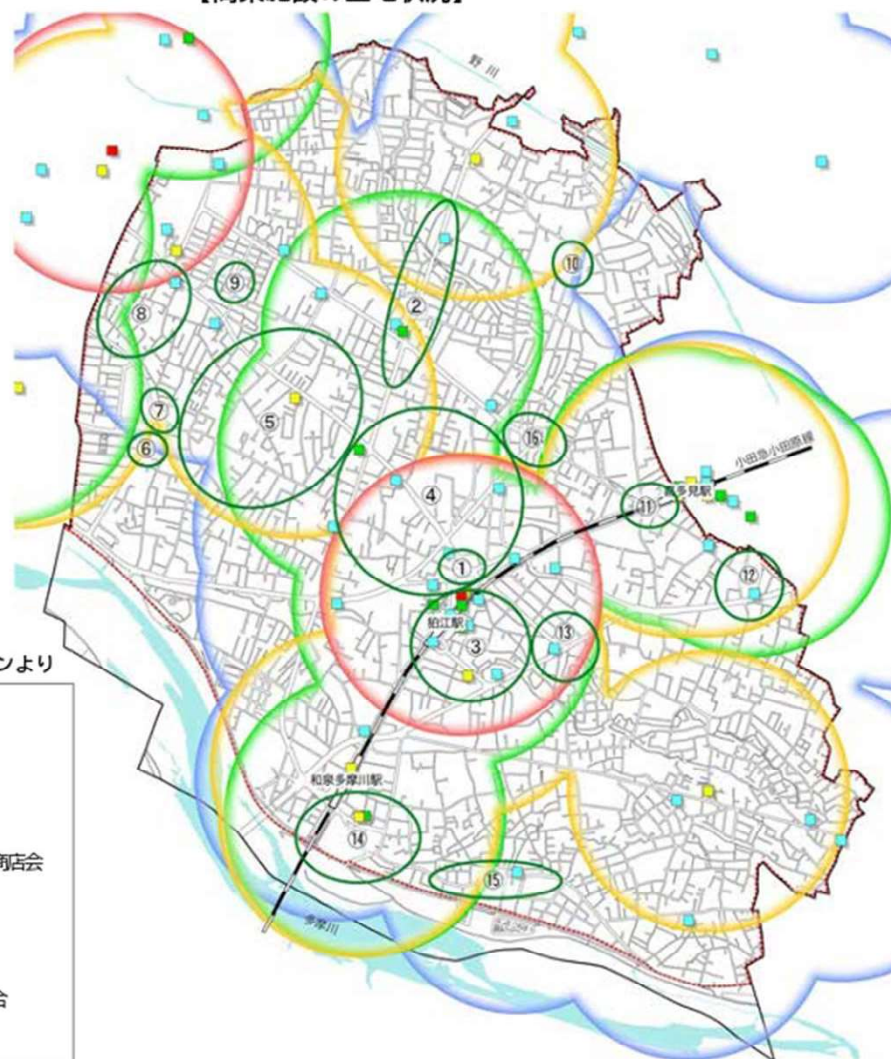 野川
⑩
②
⑨
⑧
⑤
⑦
⑯
⑥
小田急小田原線
喜多見駅
④
⑪
①
⑫
狛江駅
⑬
③
ンより
和泉多摩川駅
⑭
商店会
⑮
多摩川
合